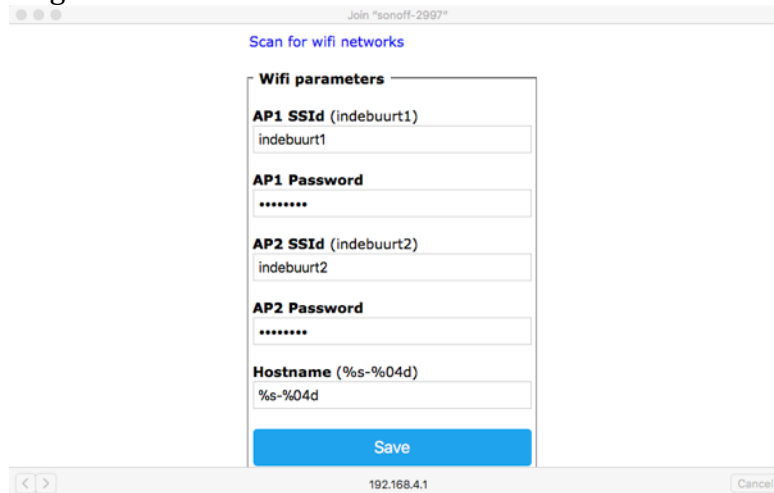 Join "sonoff-2997"
Scan for wifi networks
Wifi parameters
AP1 SSId (indebuurt1)
indebuurt1
AP1 Password
••••••••
AP2 SSId (indebuurt2)
indebuurt2
AP2 Password
••••••••
Hostname (%s-%04d)
%s-%04d
Save
192.168.4.1
Cancel